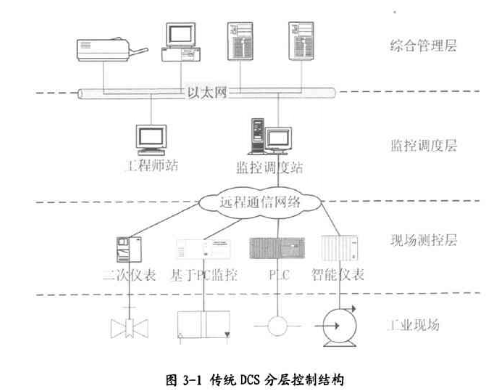 综合管理层
以太网
工程师站
监控调度站
监控调度层
远程通信网络
现场测控层
二次仪表
基于PC监控
PLC
智能仪表
工业现场
图 3-1 传统 DCS 分层控制结构